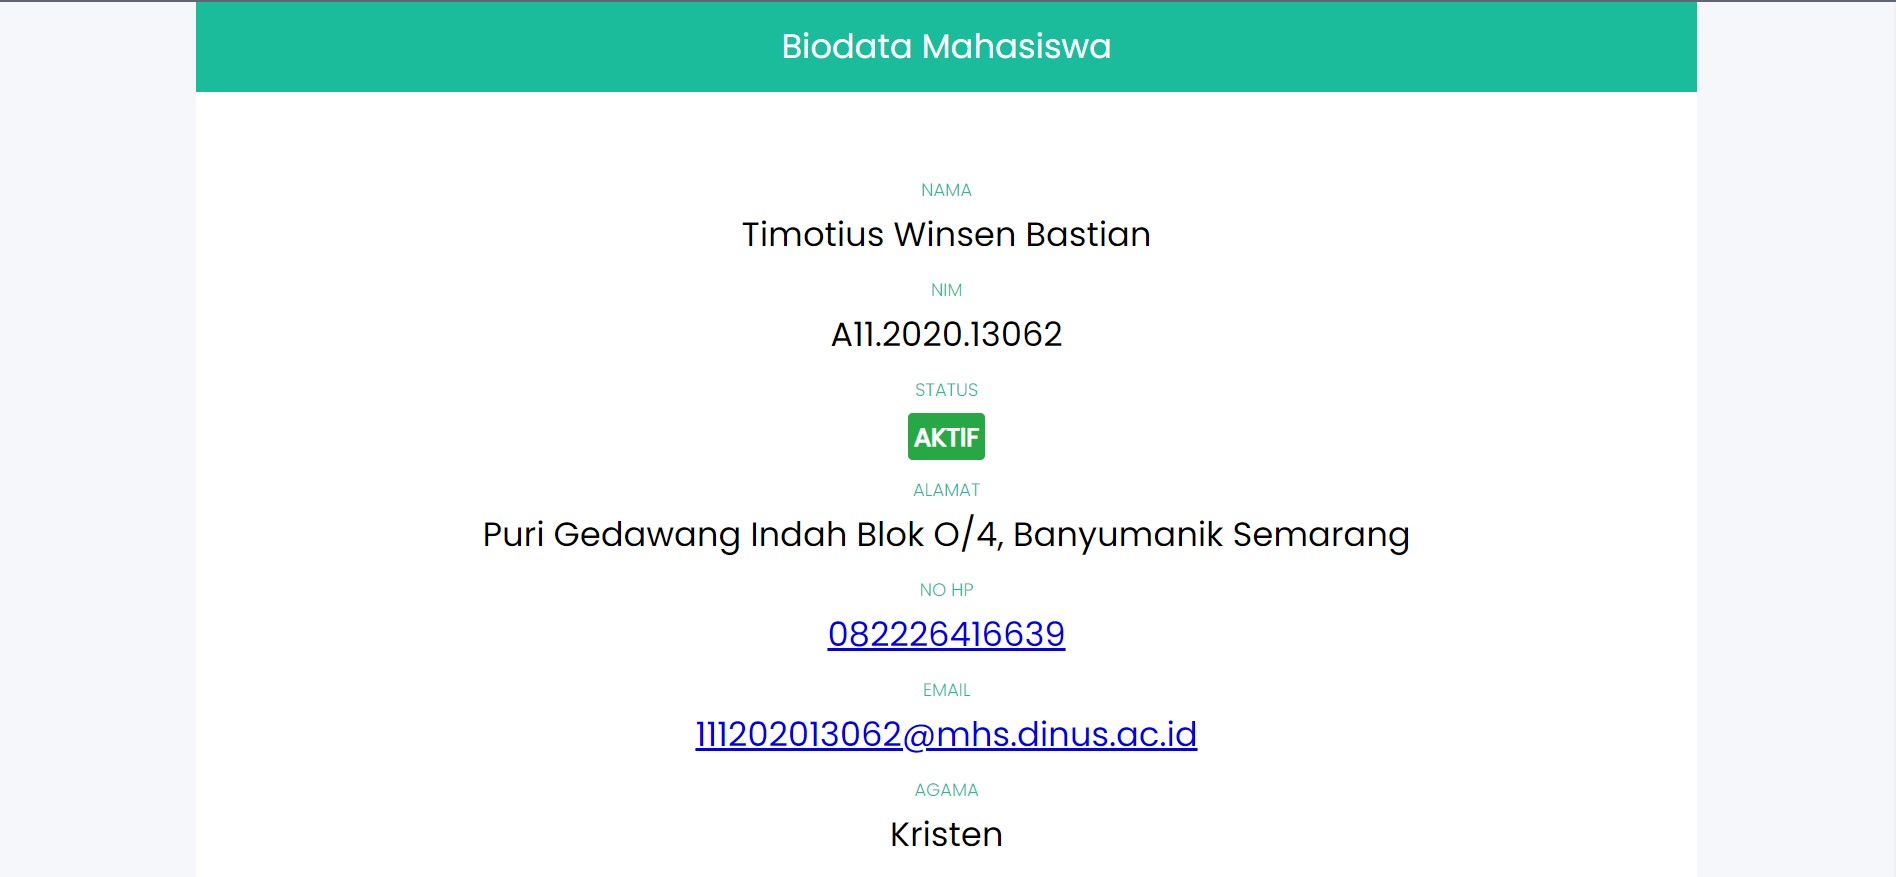 Biodata Mahasiswa
NAMA
Timotius Winsen Bastian
NIM
A11.2020.13062
STATUS
AKTIF
ALAMAT
Puri Gedawang Indah Blok O/4, Banyumanik Semarang
NO HP
082226416639
EMAIL
111202013062@mhs.dinus.ac.id
AGAMA
Kristen